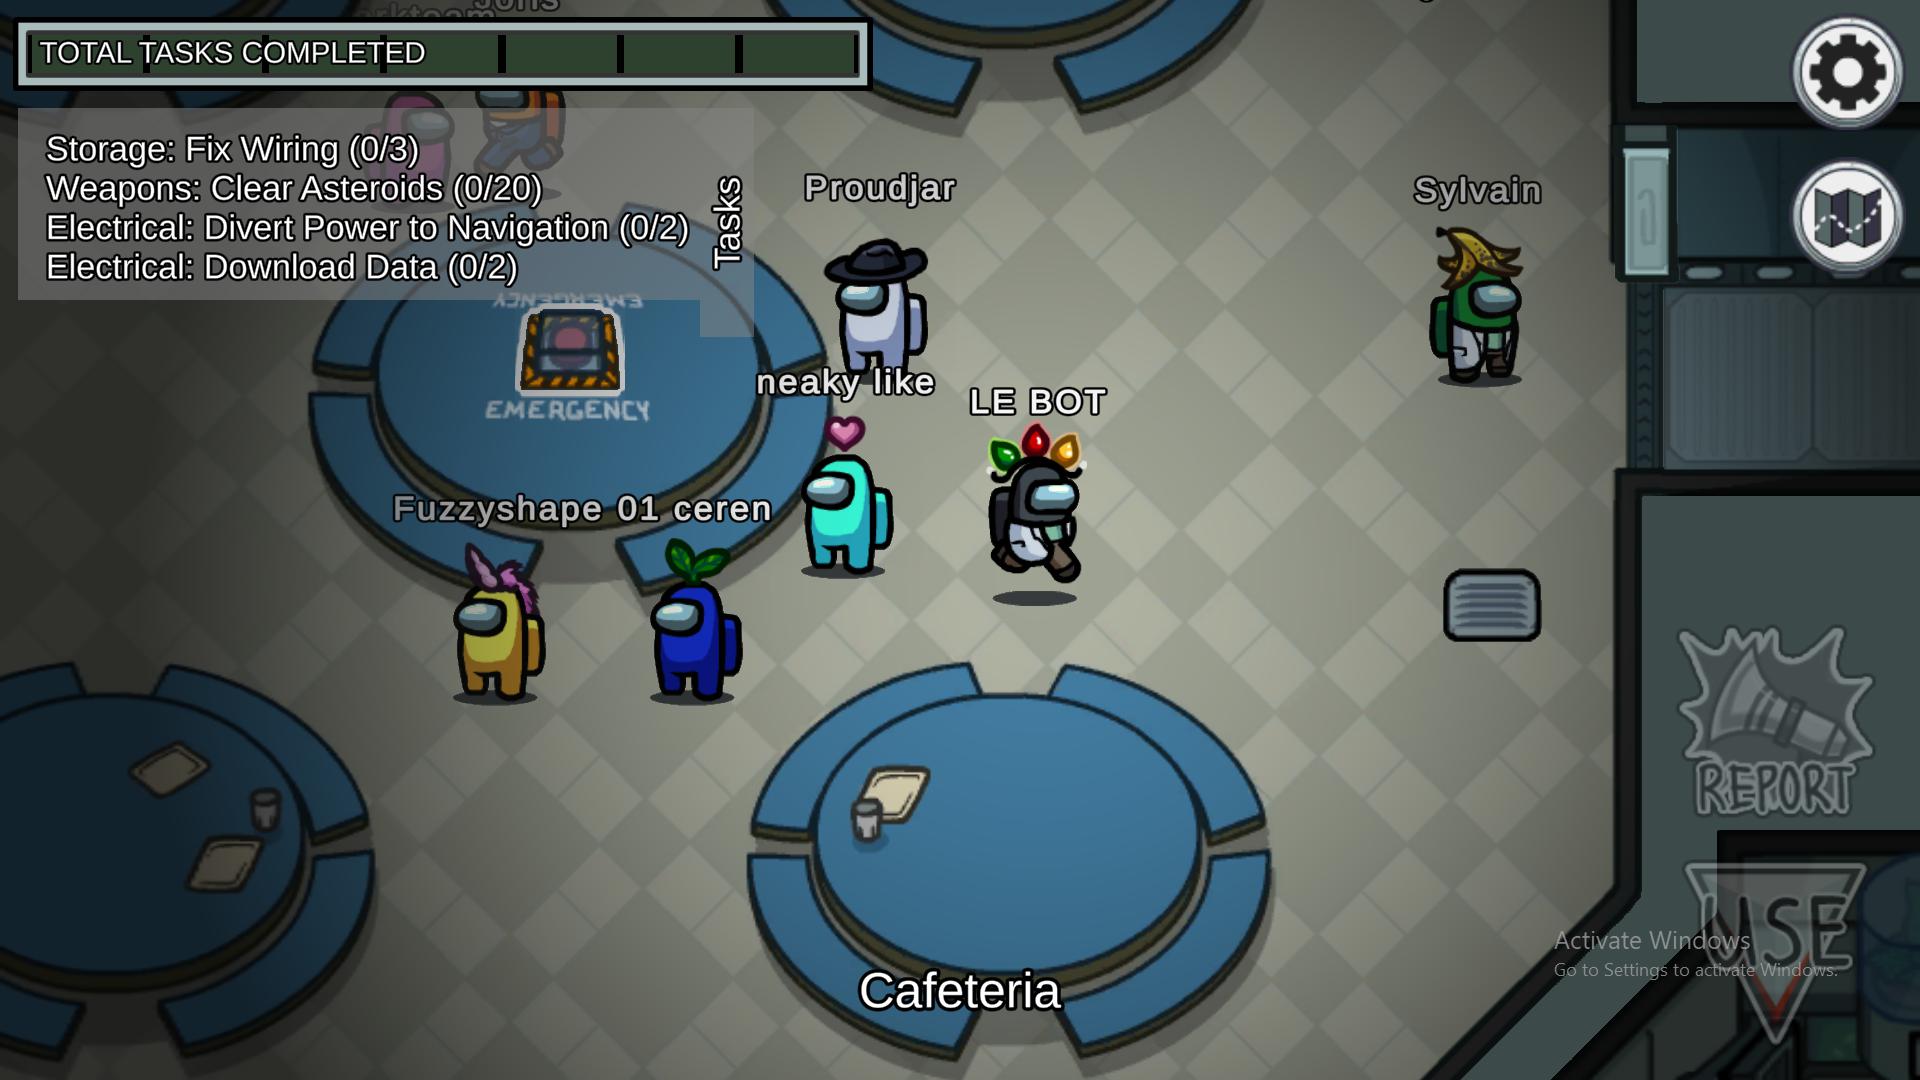 TOTAL TASKS COMPLETED
Storage: Fix Wiring (0/3)
Weapons: Clear Asteroids (0/20)
Electrical: Divert Power to Navigation (0/2)
Electrical: Download Data (0/2)
Tasks
Proudjar
Sylvain
EMERGENCY
EMERGENCY
neaky like
LE BOT
Fuzzyshape 01 ceren
REPORT
USE
Activate Windows
Go to Settings to activate Windows.
Cafeteria